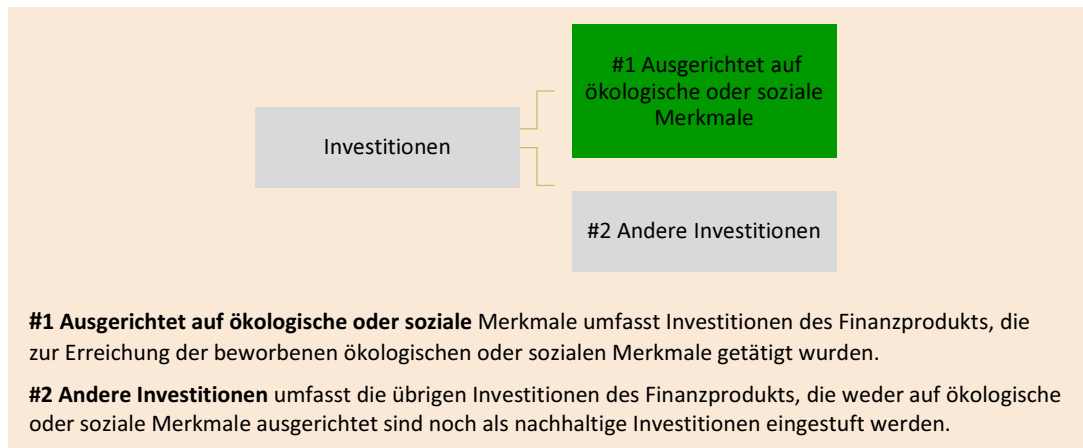 #1 Ausgerichtet auf
ökologische oder soziale
Merkmale
Investitionen
#2 Andere Investitionen
#1 Ausgerichtet auf ökologische oder soziale Merkmale umfasst Investitionen des Finanzprodukts, die
zur Erreichung der beworbenen ökologischen oder sozialen Merkmale getätigt wurden.
#2 Andere Investitionen umfasst die übrigen Investitionen des Finanzprodukts, die weder auf ökologische
oder soziale Merkmale ausgerichtet sind noch als nachhaltige Investitionen eingestuft werden.